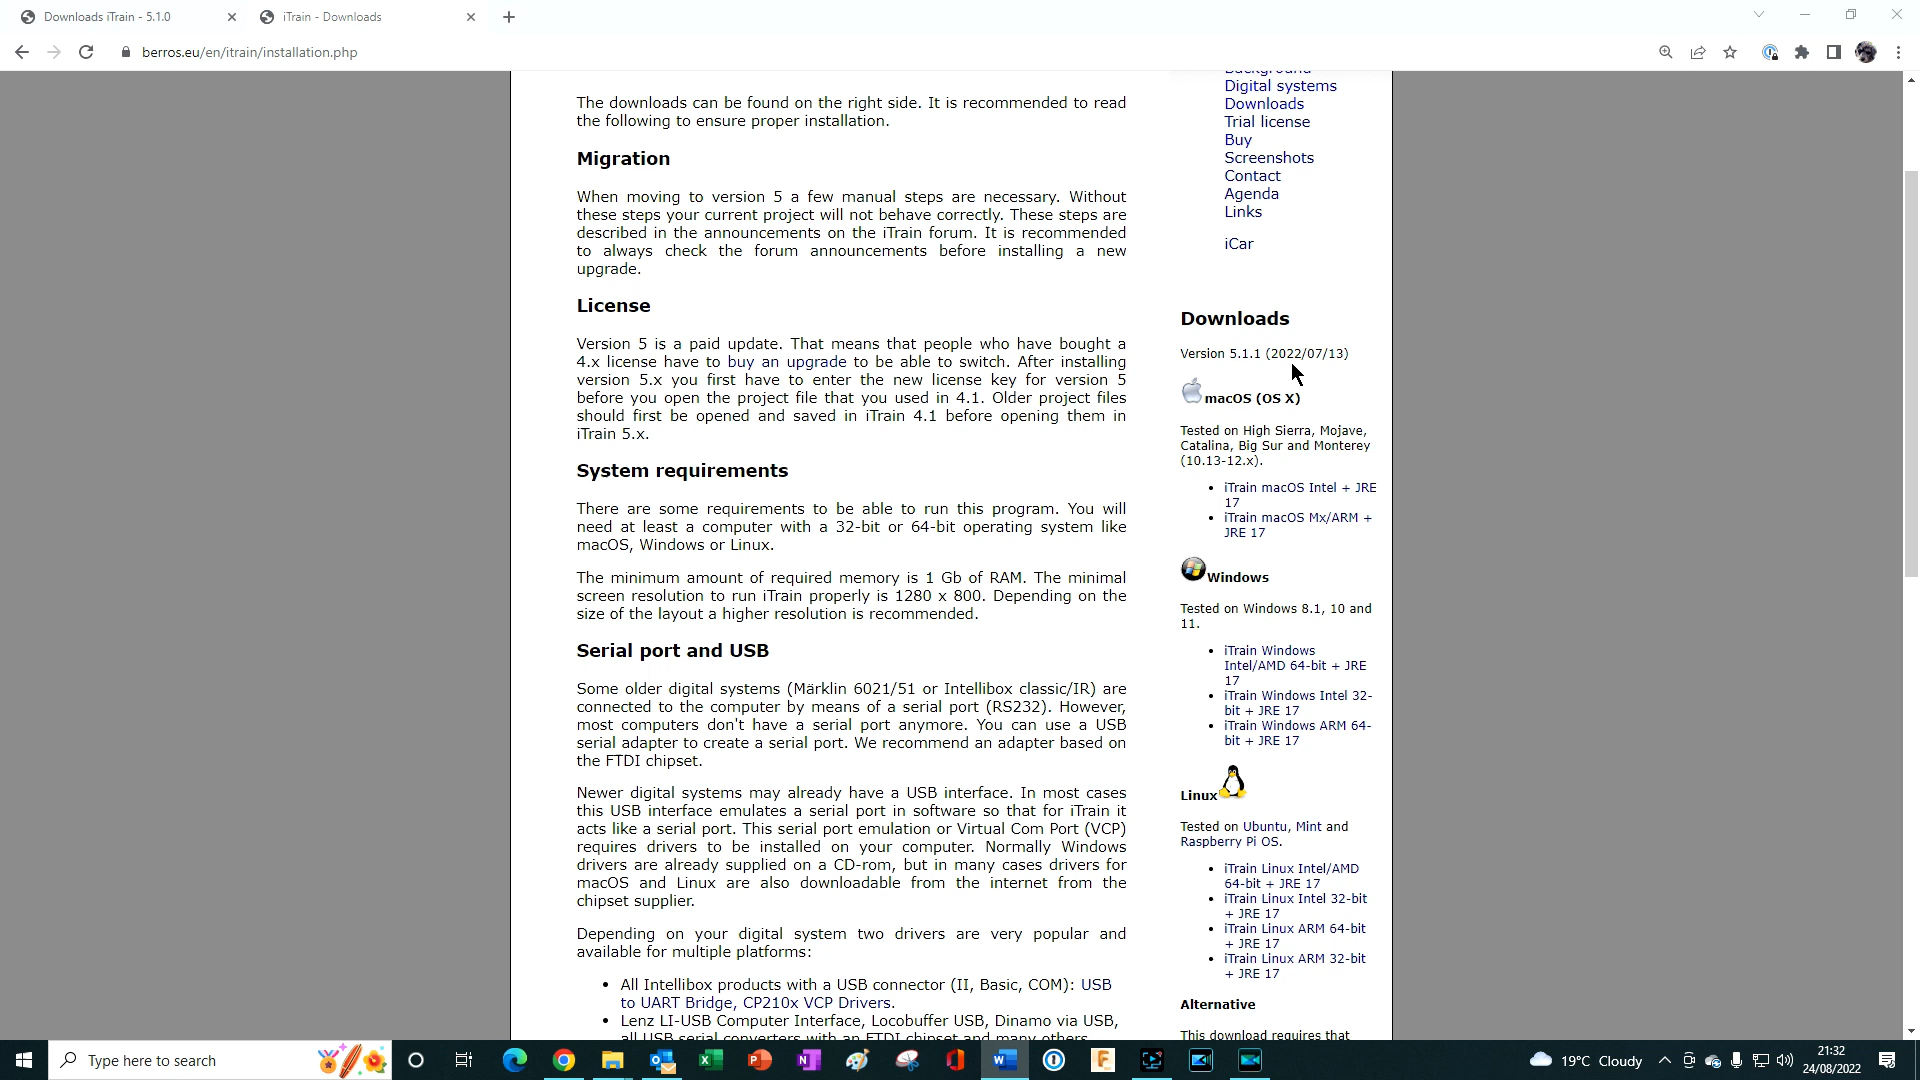 Downloads iTrain - 5.1.0
iTrain - Downloads
berros.eu/en/itrain/installation.php
The downloads can be found on the right side. It is recommended to read
the following to ensure proper installation.
Migration
When moving to version 5 a few manual steps are necessary. Without
these steps your current project will not behave correctly. These steps are
described in the announcements on the iTrain forum. It is recommended
to always check the forum announcements before installing a new
upgrade.
License
Version 5 is a paid update. That means that people who have bought a
4.x license have to buy an upgrade to be able to switch. After installing
version 5.x you first have to enter the new license key for version 5
before you open the project file that you used in 4.1. Older project files
should first be opened and saved in iTrain 4.1 before opening them in
iTrain 5.x.
System requirements
There are some requirements to be able to run this program. You will
need at least a computer with a 32-bit or 64-bit operating system like
macOS, Windows or Linux.
The minimum amount of required memory is 1 Gb of RAM. The minimal
screen resolution to run iTrain properly is 1280 x 800. Depending on the
size of the layout a higher resolution is recommended.
Serial port and USB
Some older digital systems (Märklin 6021/51 or Intellibox classic/IR) are
connected to the computer by means of a serial port (RS232). However,
most computers don't have a serial port anymore. You can use a USB
serial adapter to create a serial port. We recommend an adapter based on
the FTDI chipset.
Newer digital systems may already have a USB interface. In most cases
this USB interface emulates a serial port in software so that for iTrain it
acts like a serial port. This serial port emulation or Virtual Com Port (VCP)
requires drivers to be installed on your computer. Normally Windows
drivers are already supplied on a CD-rom, but in many cases drivers for
macOS and Linux are also downloadable from the internet from the
chipset supplier.
Depending on your digital system two drivers are very popular and
available for multiple platforms:
• All Intellibox products with a USB connector (II, Basic, COM): USB
to UART Bridge, CP210x VCP Drivers.
• Lenz LI-USB Computer Interface, Locobuffer USB, Dinamo via USB,
all USB serial converters with an FTDI chipset and many others
Background
Digital systems
Downloads
Trial license
Buy
Screenshots
Contact
Agenda
Links
iCar
Downloads
Version 5.1.1 (2022/07/13)
macOS (OS X)
Tested on High Sierra, Mojave,
Catalina, Big Sur and Monterey
(10.13-12.x).
• iTrain macOS Intel + JRE
17
• iTrain macOS Mx/ARM +
JRE 17
Windows
Tested on Windows 8.1, 10 and
11.
• iTrain Windows
Intel/AMD 64-bit + JRE
17
• iTrain Windows Intel 32-
bit + JRE 17
• iTrain Windows ARM 64-
bit + JRE 17
Linux
Tested on Ubuntu, Mint and
Raspberry Pi OS.
• iTrain Linux Intel/AMD
64-bit + JRE 17
• iTrain Linux Intel 32-bit
+ JRE 17
• iTrain Linux ARM 64-bit
+ JRE 17
• iTrain Linux ARM 32-bit
+ JRE 17
Alternative
This download requires that
Type here to search
19°C Cloudy
21:32
24/08/2022